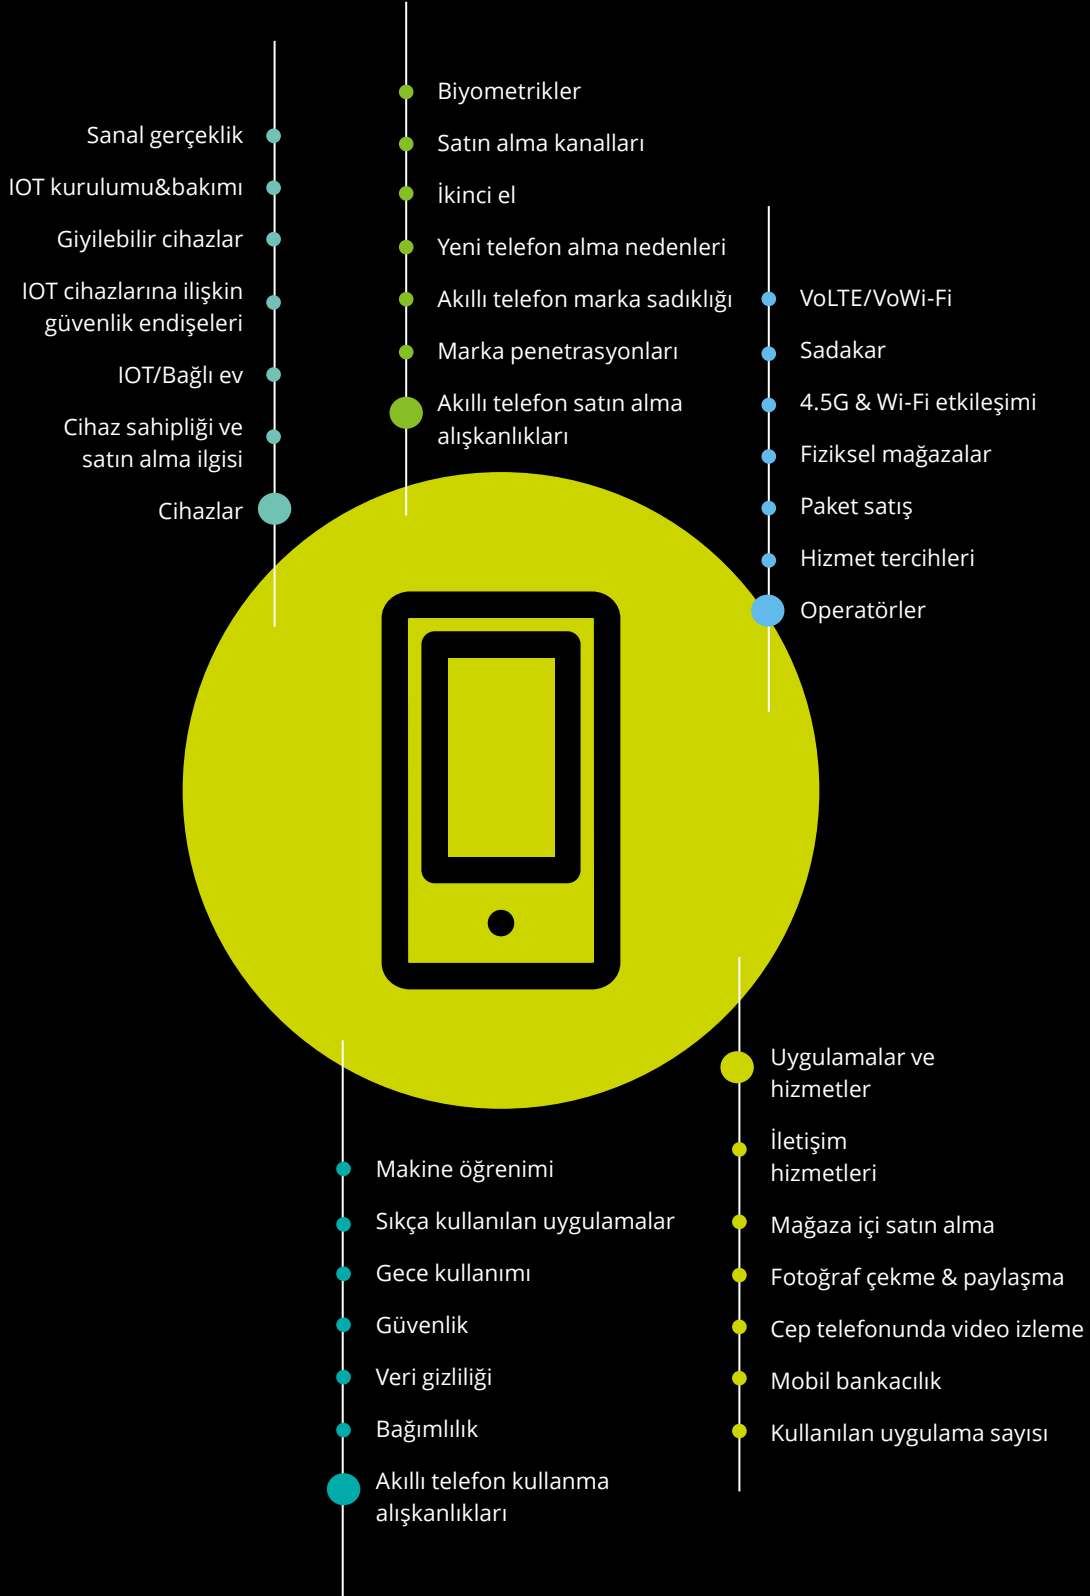 Sanal gerçeklik
IOT kurulumu&bakımı
Giyilebilir cihazlar
IOT cihazlarına ilişkin
güvenlik endişeleri
IOT/Bağlı ev
Cihaz sahipliği ve
satın alma ilgisi
Cihazlar
Biyometrikler
Satın alma kanalları
İkinci el
Yeni telefon alma nedenleri
Akıllı telefon marka sadıklığı
Marka penetrasyonları
Akıllı telefon satın alma
alışkanlıkları
VoLTE/VoWi-Fi
Sadakar
4.5G & Wi-Fi etkileşimi
Fiziksel mağazalar
Paket satış
Hizmet tercihleri
Operatörler
Makine öğrenimi
Sıkça kullanılan uygulamalar
Gece kullanımı
Güvenlik
Veri gizliliği
Bağımlılık
Akıllı telefon kullanma
alışkanlıkları
Uygulamalar ve
hizmetler
İletişim
hizmetleri
Mağaza içi satın alma
Fotoğraf çekme & paylaşma
Cep telefonunda video izleme
Mobil bankacılık
Kullanılan uygulama sayısı